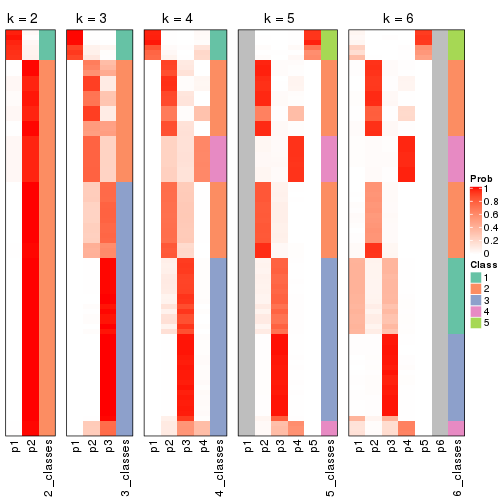 k = 2
k = 3
k = 4
k = 5
k = 6
p1
p2
2_classes
p1
p2
p3
3_classes
p1
p2
p3
p4
4_classes
p1
p2
p3
p4
p5
5_classes
p1
p2
p3
p4
p5
p6
6_classes
Prob
1
0.8
0.6
0.4
0.2
0
Class
1
2
3
4
5